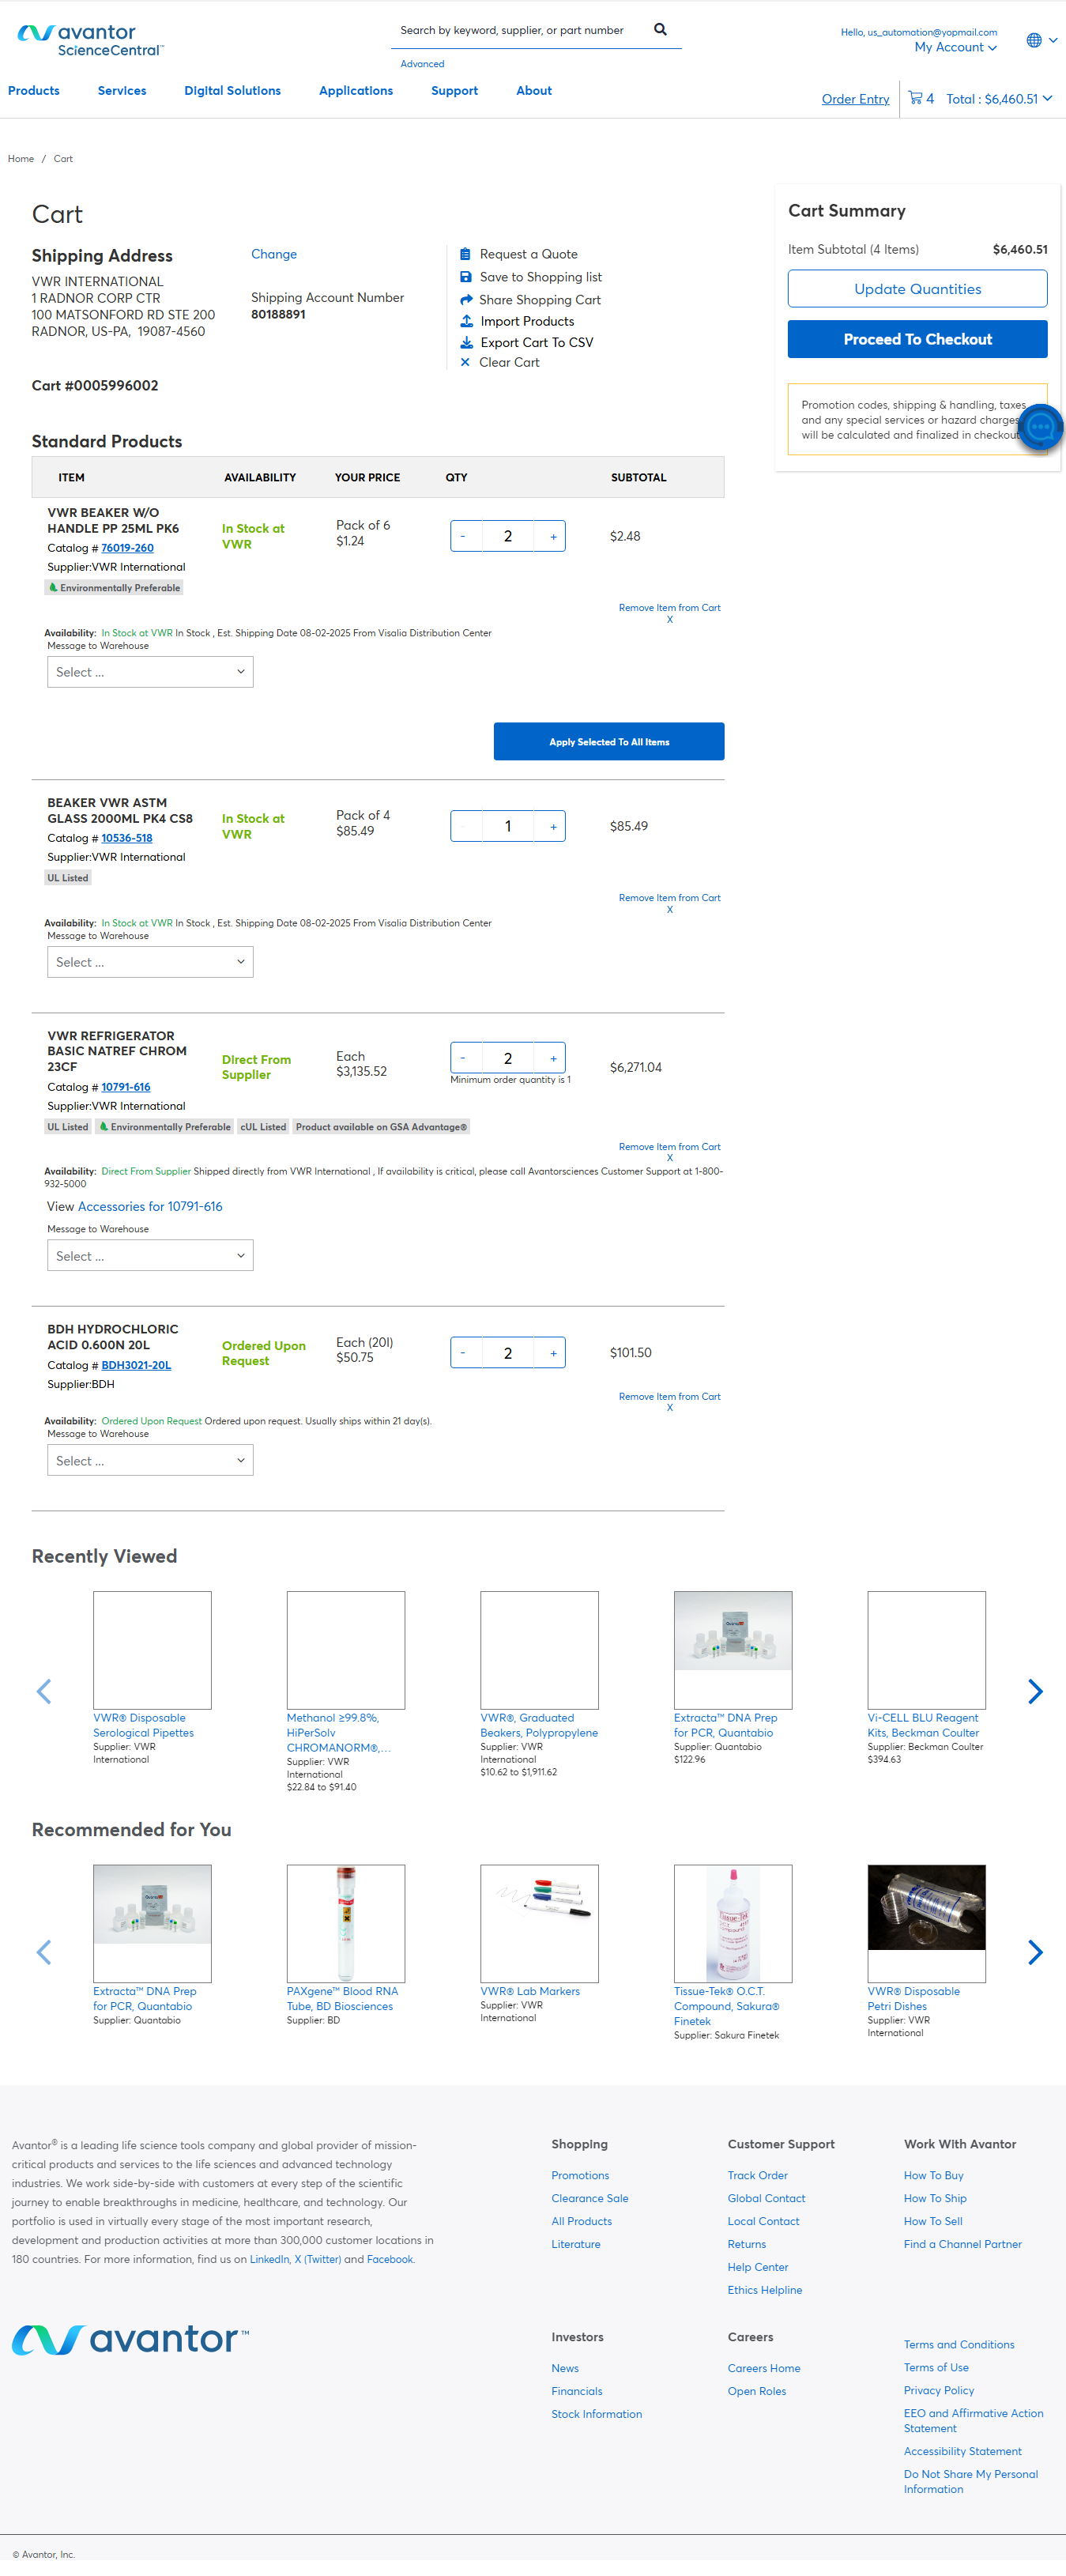 avantor
ScienceCentral™
Search by keyword, supplier, or part number
Advanced
Hello, us_automation@yopmail.com
My Account
Products
Services
Digital Solutions
Applications
Support
About
Order Entry
4
Total : $6,460.51
Home / Cart
Cart
Shipping Address
Change
VWR INTERNATIONAL
1 RADNOR CORP CTR
100 MATSONFORD RD STE 200
RADNOR, US-PA, 19087-4560
Shipping Account Number
80188891
Cart #0005996002
Request a Quote
Save to Shopping list
Share Shopping Cart
Import Products
Export Cart To CSV
Clear Cart
Cart Summary
Item Subtotal (4 Items) $6,460.51
Update Quantities
Proceed To Checkout
Promotion codes, shipping & handling, taxes
and any special services or hazard charges
will be calculated and finalized in checkout
Standard Products
ITEM AVAILABILITY YOUR PRICE QTY SUBTOTAL
VWR BEAKER W/O
HANDLE PP 25ML PK6
Catalog # 76019-260
Supplier:VWR International
Environmentally Preferable
In Stock at
VWR
Pack of 6
$1.24
- 2 +
$2.48
Remove Item from Cart
X
Availability: In Stock at VWR In Stock , Est. Shipping Date 08-02-2025 From Visalia Distribution Center
Message to Warehouse
Select ...
Apply Selected To All Items
BEAKER VWR ASTM
GLASS 2000ML PK4 CS8
Catalog # 10536-518
Supplier:VWR International
UL Listed
In Stock at
VWR
Pack of 4
$85.49
1 +
$85.49
Remove Item from Cart
X
Availability: In Stock at VWR In Stock , Est. Shipping Date 08-02-2025 From Visalia Distribution Center
Message to Warehouse
Select ...
VWR REFRIGERATOR
BASIC NATREF CHROM
23CF
Catalog # 10791-616
Supplier:VWR International
UL Listed Environmentally Preferable cUL Listed Product available on GSA Advantage®
Direct From
Supplier
Each
$3,135.52
- 2 +
Minimum order quantity is 1
$6,271.04
Remove Item from Cart
X
Availability: Direct From Supplier Shipped directly from VWR International , If availability is critical, please call Avantorsciences Customer Support at 1-800-
932-5000
View Accessories for 10791-616
Message to Warehouse
Select ...
BDH HYDROCHLORIC
ACID 0.600N 20L
Catalog # BDH3021-20L
Supplier:BDH
Ordered Upon
Request
Each (20l)
$50.75
- 2 +
$101.50
Remove Item from Cart
X
Availability: Ordered Upon Request Ordered upon request. Usually ships within 21 day(s).
Message to Warehouse
Select ...
Recently Viewed
VWR® Disposable
Serological Pipettes
Supplier: VWR
International
Methanol ≥99.8%,
HiPerSolv
CHROMANORM®,...
Supplier: VWR
International
$22.84 to $91.40
VWR®, Graduated
Beakers, Polypropylene
Supplier: VWR
International
$10.62 to $1,911.62
Extracta™ DNA Prep
for PCR, Quantabio
Supplier: Quantabio
$122.96
Vi-CELL BLU Reagent
Kits, Beckman Coulter
Supplier: Beckman Coulter
$394.63
Recommended for You
Extracta™ DNA Prep
for PCR, Quantabio
Supplier: Quantabio
PAXgene™ Blood RNA
Tube, BD Biosciences
Supplier: BD
VWR® Lab Markers
Supplier: VWR
International
Tissue-Tek
Tissue-Tek® O.C.T.
Compound, Sakura®
Finetek
Supplier: Sakura Finetek
VWR® Disposable
Petri Dishes
Supplier: VWR
International
Avantor® is a leading life science tools company and global provider of mission-
critical products and services to the life sciences and advanced technology
industries. We work side-by-side with customers at every step of the scientific
journey to enable breakthroughs in medicine, healthcare, and technology. Our
portfolio is used in virtually every stage of the most important research,
development and production activities at more than 300,000 customer locations in
180 countries. For more information, find us on LinkedIn, X (Twitter) and Facebook.
avantor™
Shopping
Promotions
Clearance Sale
All Products
Literature
Customer Support
Track Order
Global Contact
Local Contact
Returns
Help Center
Ethics Helpline
Work With Avantor
How To Buy
How To Ship
How To Sell
Find a Channel Partner
Investors
News
Financials
Stock Information
Careers
Careers Home
Open Roles
Terms and Conditions
Terms of Use
Privacy Policy
EEO and Affirmative Action
Statement
Accessibility Statement
Do Not Share My Personal
Information
© Avantor, Inc.